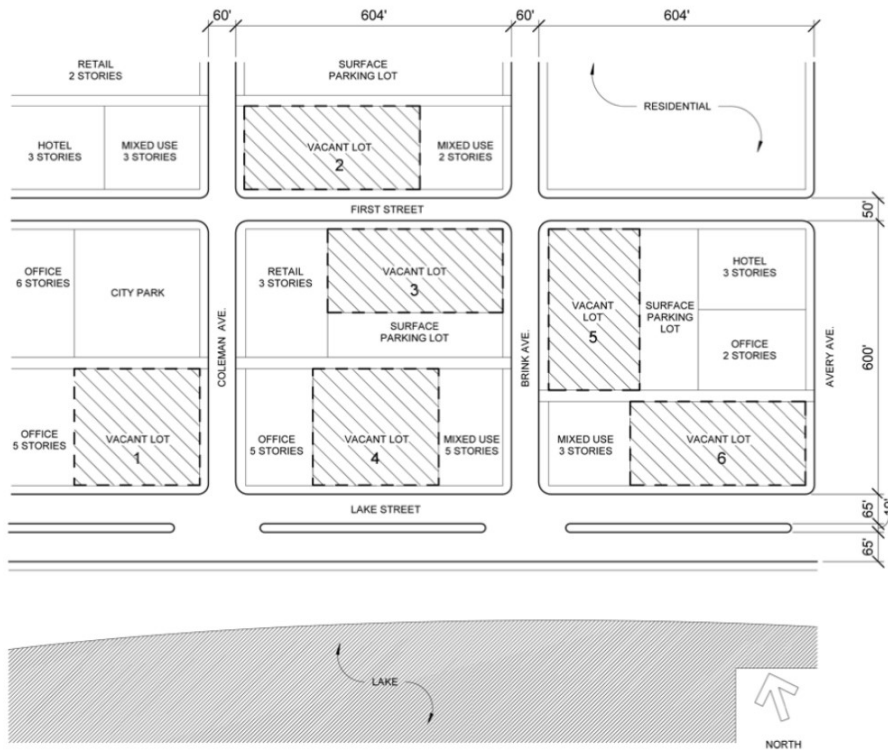 60'
604'
60'
604'
RETAIL
2 STORIES
SURFACE
PARKING LOT
RESIDENTIAL
HOTEL
3 STORIES
MIXED USE
3 STORIES
VACANT LOT
2
MIXED USE
2 STORIES
FIRST STREET
50'
OFFICE
6 STORIES
CITY PARK
RETAIL
3 STORIES
VACANT LOT
3
SURFACE
PARKING LOT
VACANT
LOT
5
SURFACE
PARKING
LOT
HOTEL
3 STORIES
OFFICE
2 STORIES
COLEMAN AVE.
BRINK AVE.
AVERY AVE.
600'
OFFICE
5 STORIES
VACANT LOT
1
OFFICE
5 STORIES
VACANT LOT
4
MIXED USE
5 STORIES
MIXED USE
3 STORIES
VACANT LOT
6
LAKE STREET
65'
10'
65'
LAKE
NORTH